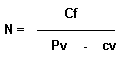 Cf
N =
Pv - cv